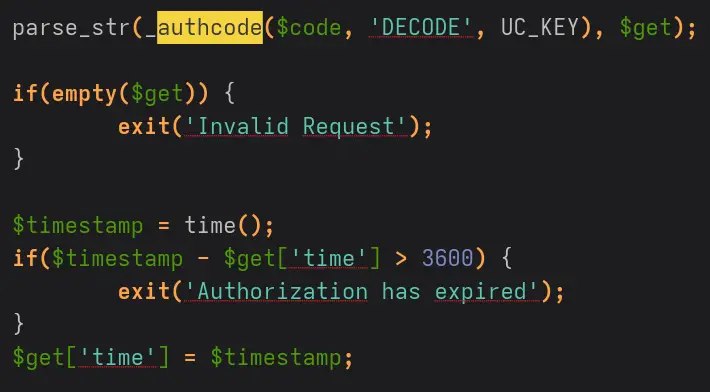 parse_str(_authcode($code, 'DECODE', UC_KEY), $get);
if(empty($get)) {
exit('Invalid Request');
}
$timestamp = time();
if($timestamp - $get['time'] > 3600) {
exit('Authorization has expired');
}
$get['time'] = $timestamp;